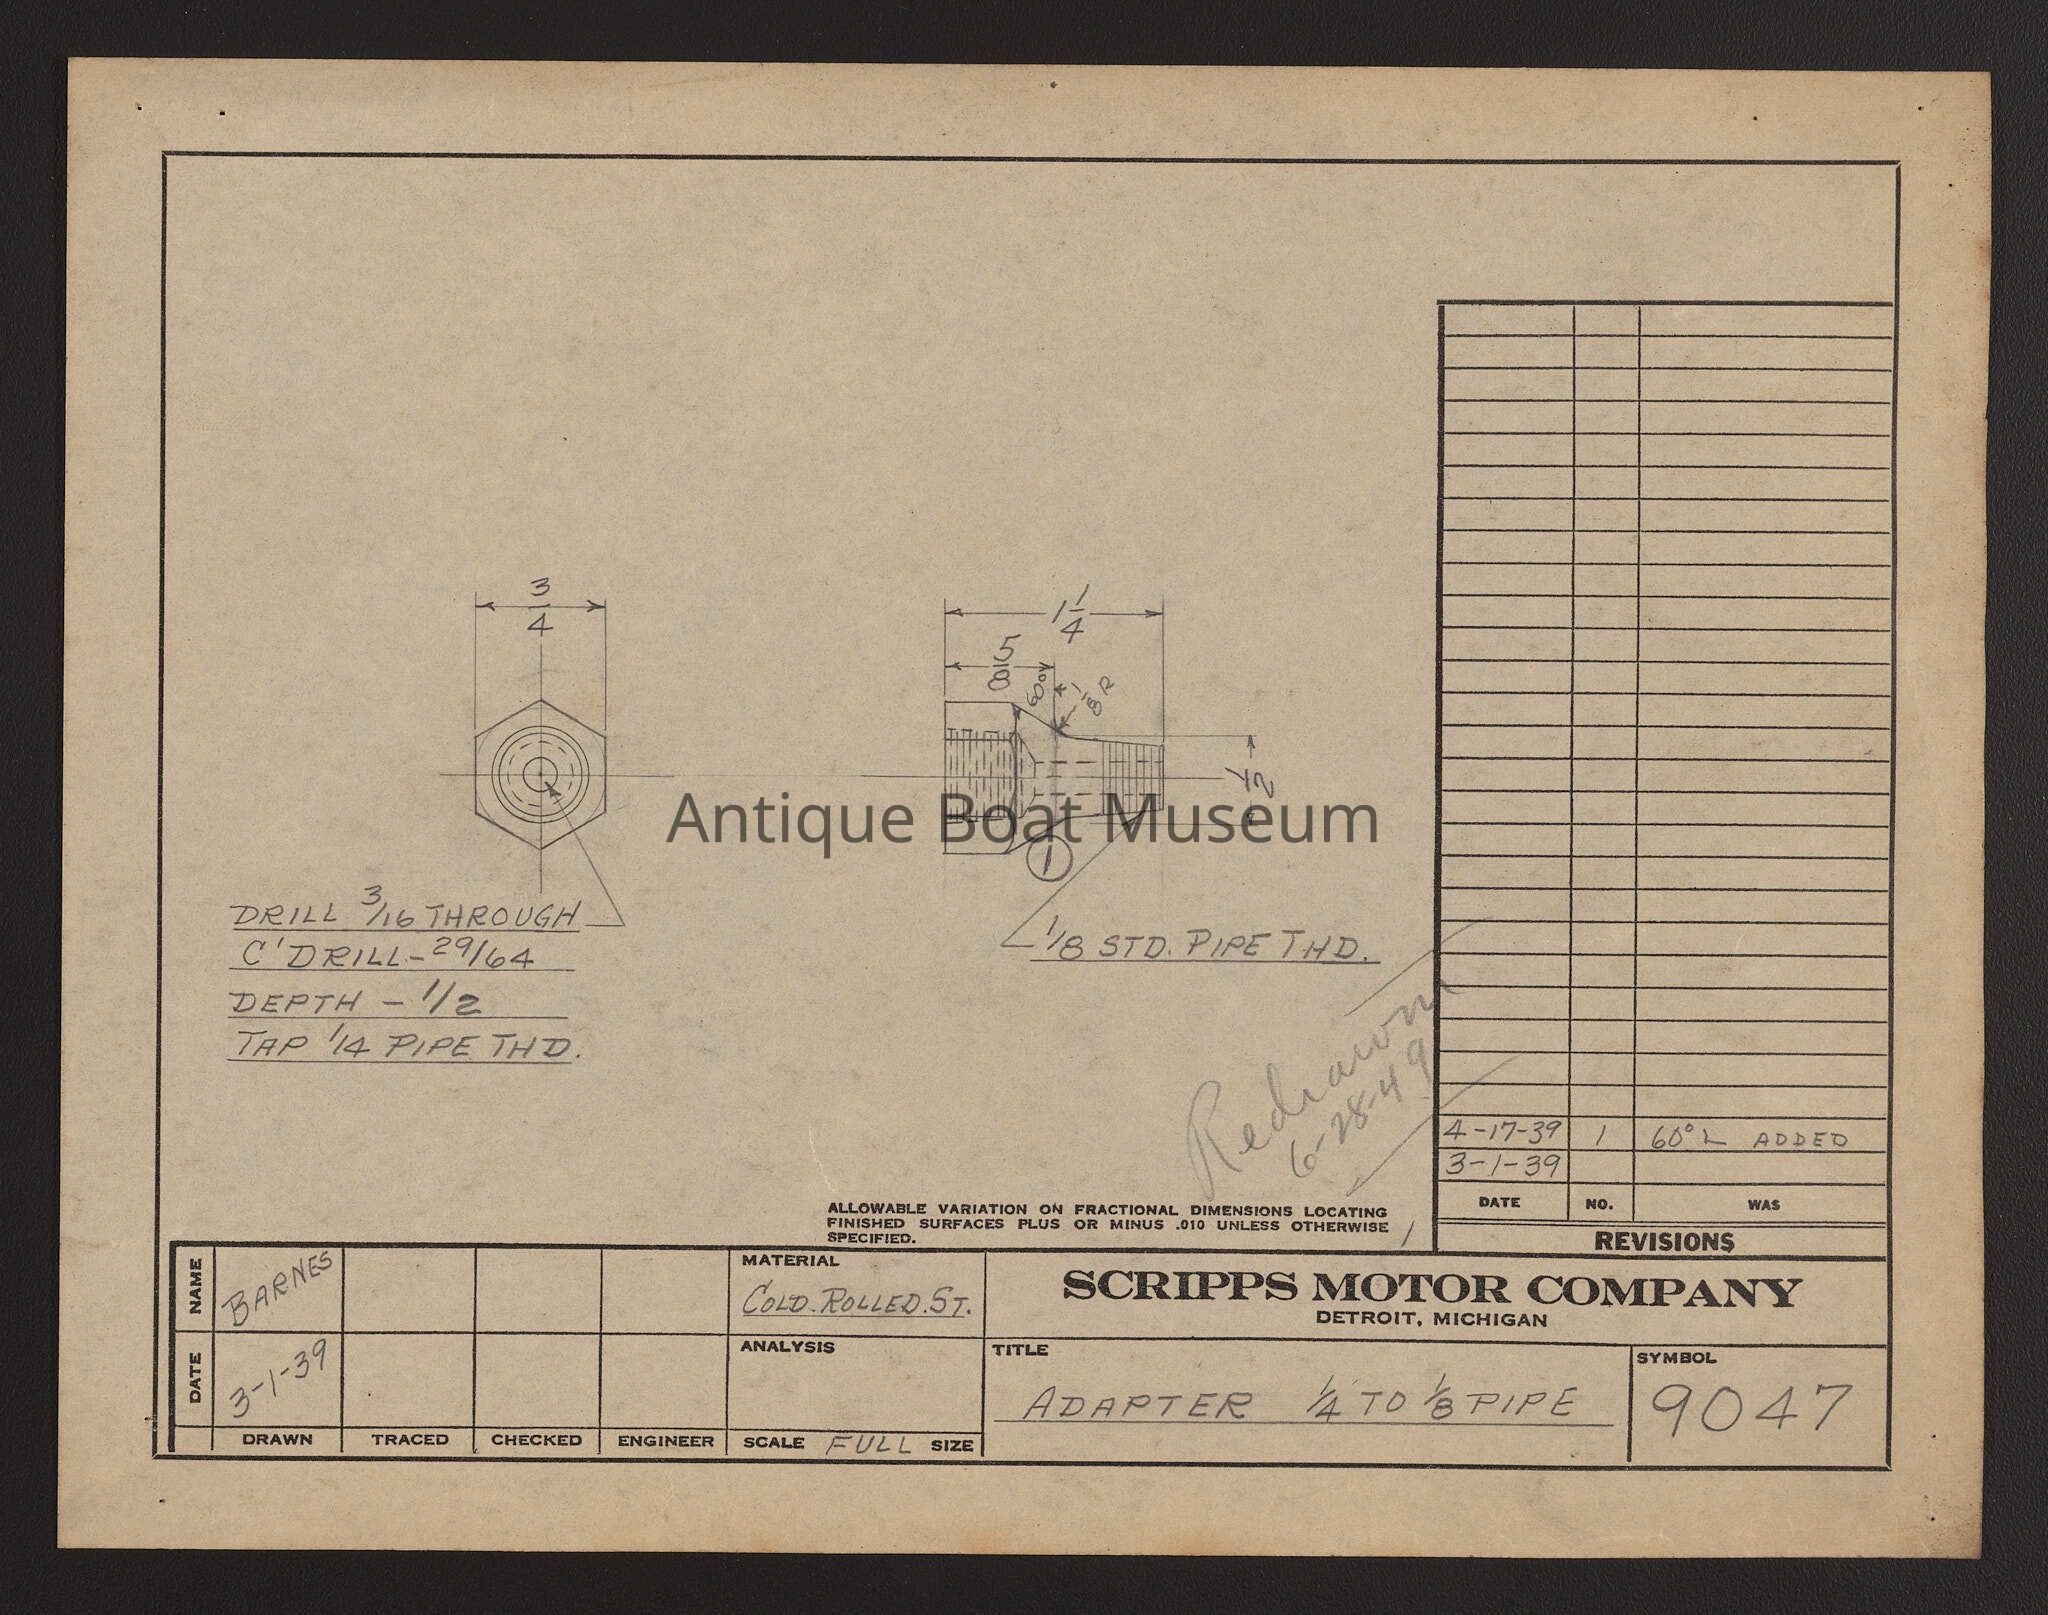 3/4
1 1/4
5/8
60°
1/8 R
1/2
Antique Boat Museum
1
DRILL 3/16 THROUGH
C'DRILL - 29/64
DEPTH - 1/2
TAP 1/4 PIPE THD.
1/8 STD. PIPE THD.
Redrawn
6-28-49
4-17-39 1 60° L ADDED
3-1-39
DATE NO. WAS
REVISIONS
ALLOWABLE VARIATION ON FRACTIONAL DIMENSIONS LOCATING
FINISHED SURFACES PLUS OR MINUS .010 UNLESS OTHERWISE
SPECIFIED.
NAME BARNES
DATE 3-1-39
DRAWN TRACED CHECKED ENGINEER
MATERIAL
COLD. ROLLED. ST.
ANALYSIS
SCALE FULL SIZE
SCRIPPS MOTOR COMPANY
DETROIT, MICHIGAN
TITLE
ADAPTER 1/4 TO 1/8 PIPE
SYMBOL
9047